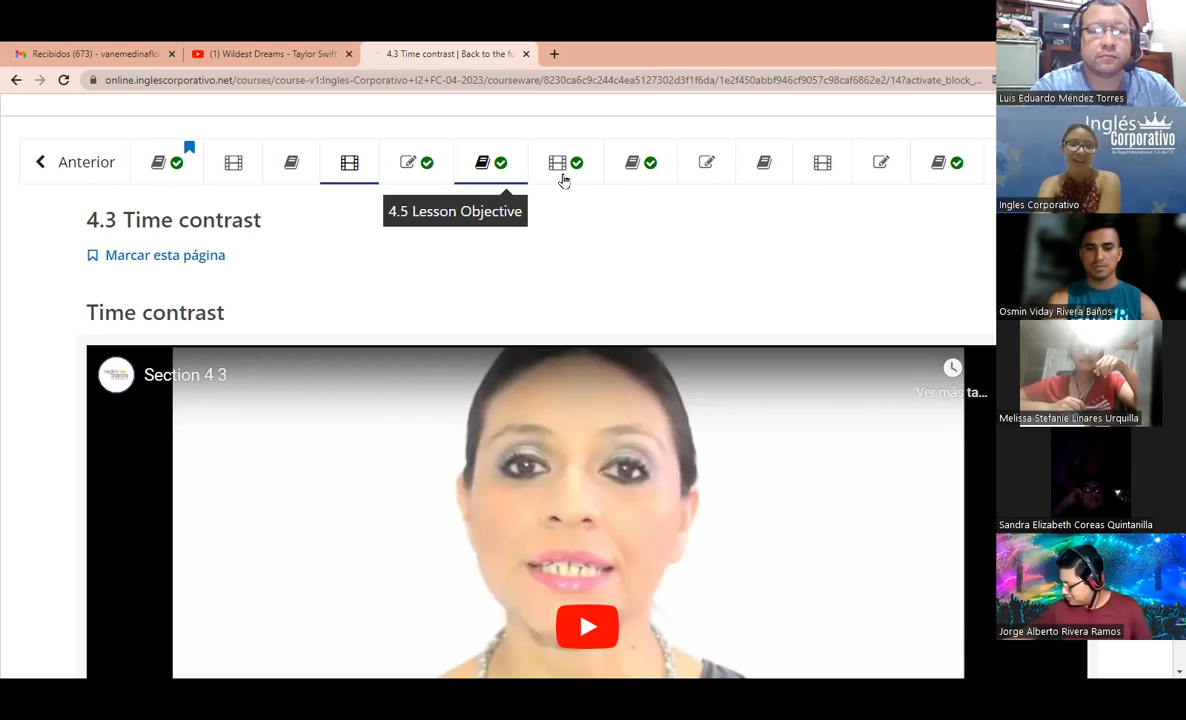 Recibidos (673) - vanemedinaflo
(1) Wildest Dreams - Taylor Swift
4.3 Time contrast | Back to the fu
online.inglescorporativo.net/courses/course-v1:Ingles-Corporativo+I2+FC-04-2023/courseware/8230ca6c9c244c4ea5127302d3f1f6da/1e2f450abbf946cf9057c98caf6862e2/14?activate_block_...
Anterior
4.5 Lesson Objective
4.3 Time contrast
Marcar esta página
Time contrast
Section 4 3
Ver más ta...
Luis Eduardo Méndez Torres
Inglés
Corporativo
Ingles Corporativo
Osmin Viday Rivera Baños
Melissa Stefanie Linares Urquilla
Sandra Elizabeth Coreas Quintanilla
Jorge Alberto Rivera Ramos